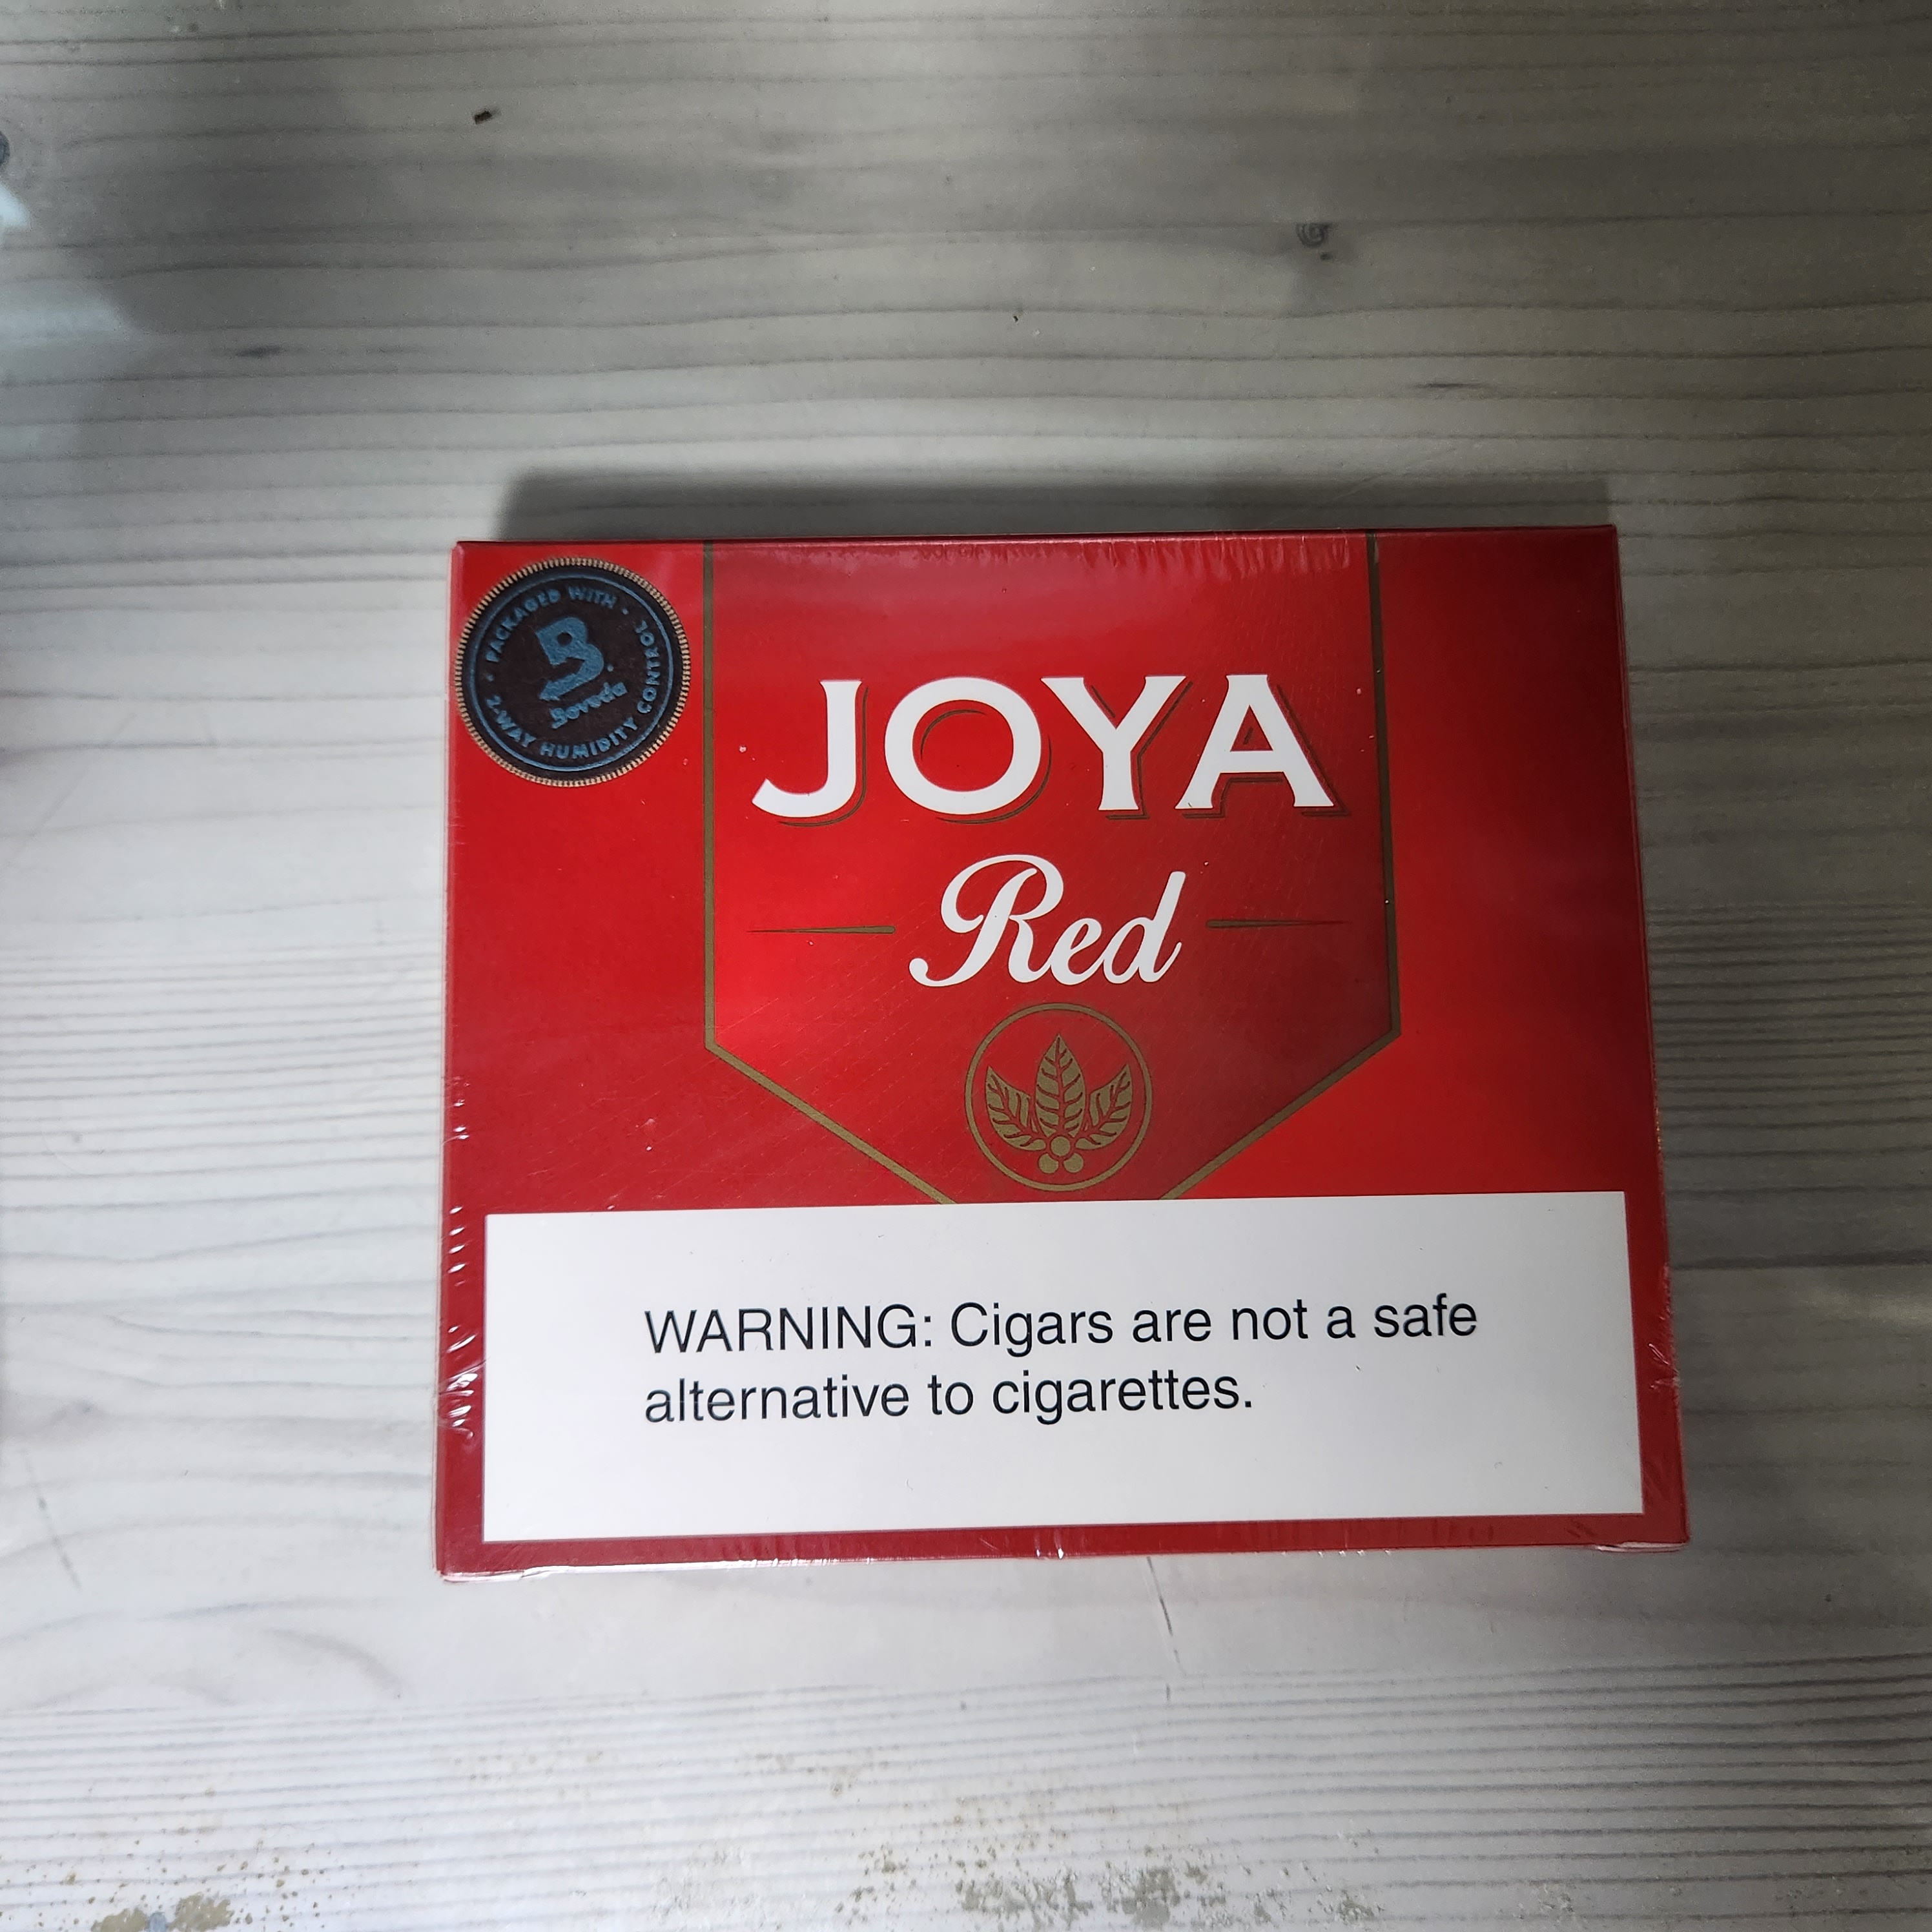 PACKAGED WITH
B
Boveda
2-WAY HUMIDITY CONTROL
JOYA
Red
WARNING: Cigars are not a safe
alternative to cigarettes.